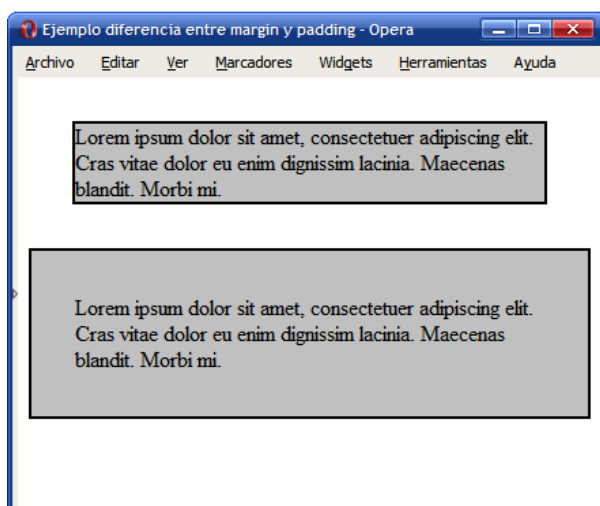 Ejemplo diferencia entre margin y padding - Opera
Archivo Editar Ver Marcadores Widgets Herramientas Ayuda
Lorem ipsum dolor sit amet, consectetuer adipiscing elit.
Cras vitae dolor eu enim dignissim lacinia. Maecenas
blandit. Morbi mi.
Lorem ipsum dolor sit amet, consectetuer adipiscing elit.
Cras vitae dolor eu enim dignissim lacinia. Maecenas
blandit. Morbi mi.